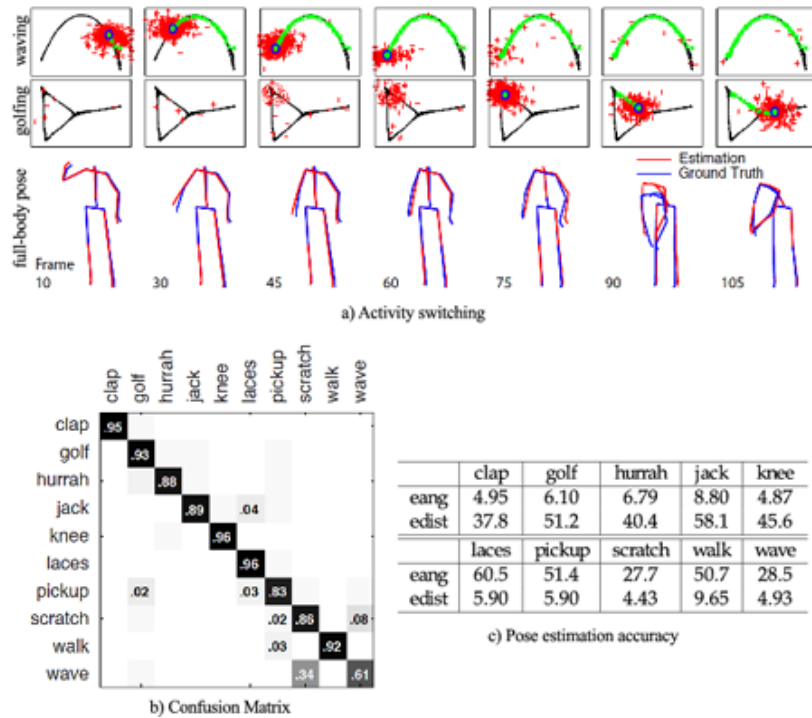 waving
golfing
full-body pose
Estimation
Ground Truth
Frame
10 30 45 60 75 90 105
a) Activity switching
clap golf hurrah jack knee laces pickup scratch walk wave
clap .95
golf .93
hurrah .88
jack .89 .04
knee .96
laces .96
pickup .02 .03 .83
scratch .02 .86 .08
walk .03 .92
wave .34 .61
b) Confusion Matrix
clap golf hurrah jack knee
eang 4.95 6.10 6.79 8.80 4.87
edist 37.8 51.2 40.4 58.1 45.6
laces pickup scratch walk wave
eang 60.5 51.4 27.7 50.7 28.5
edist 5.90 5.90 4.43 9.65 4.93
c) Pose estimation accuracy